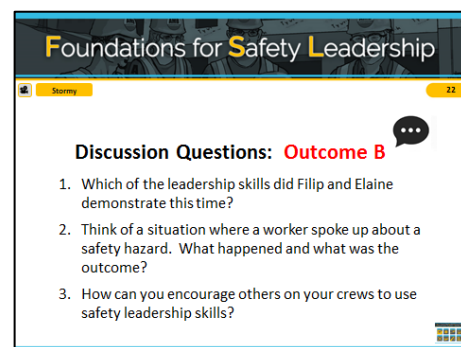 Foundations for Safety Leadership
Stormy
22
Discussion Questions: Outcome B
1. Which of the leadership skills did Filip and Elaine
demonstrate this time?
2. Think of a situation where a worker spoke up about a
safety hazard. What happened and what was the
outcome?
3. How can you encourage others on your crews to use
safety leadership skills?